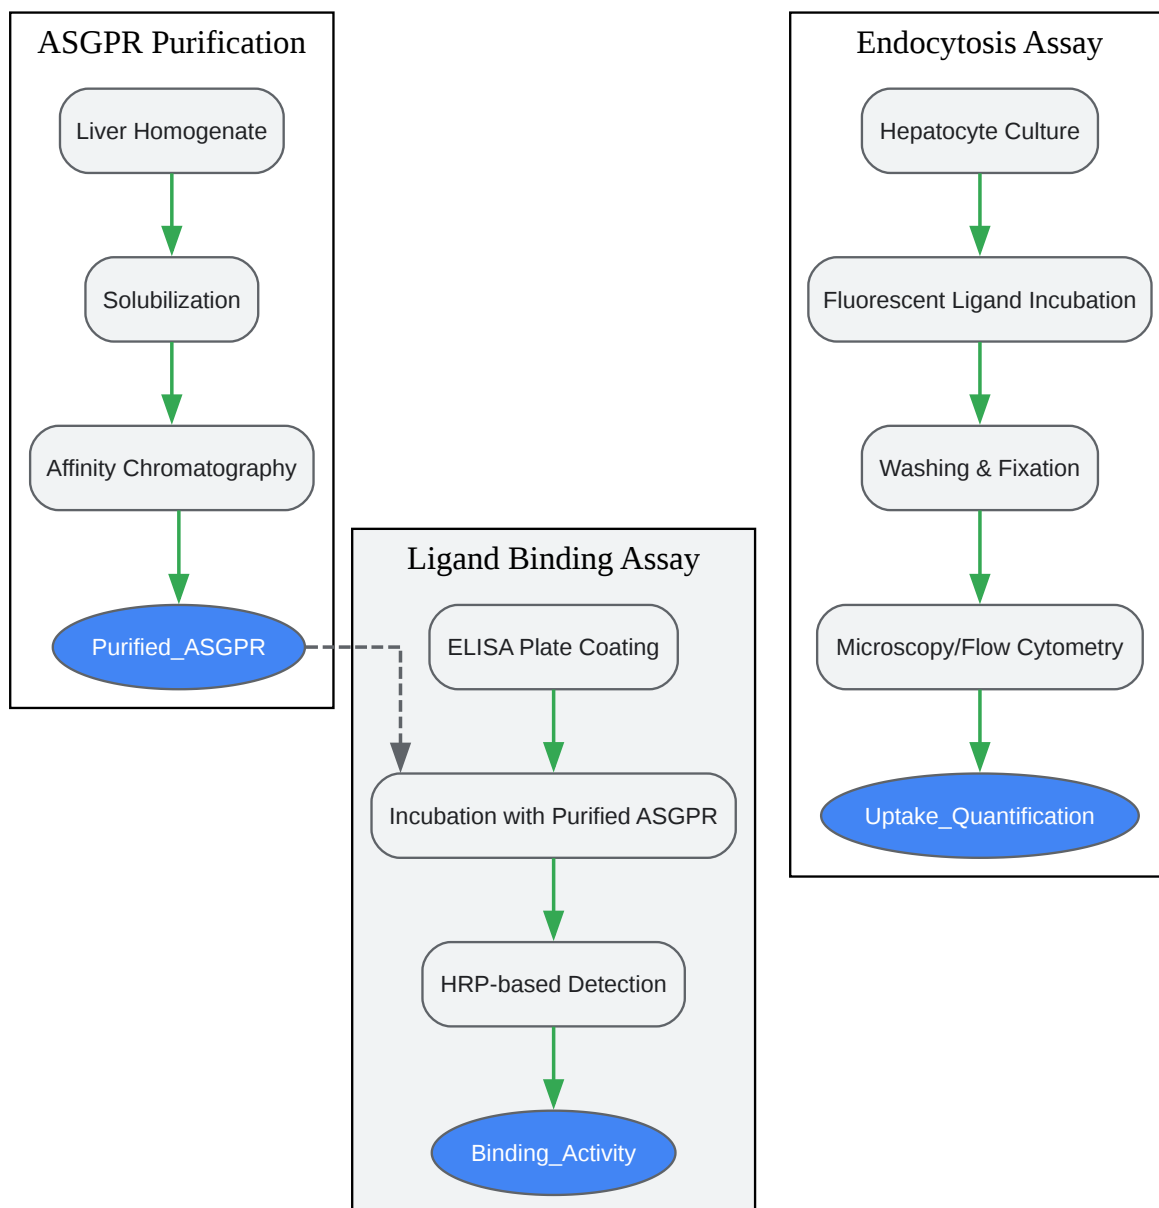 ASGPR Purification
Liver Homogenate
Solubilization
Affinity Chromatography
Purified_ASGPR
Ligand Binding Assay
ELISA Plate Coating
Incubation with Purified ASGPR
HRP-based Detection
Binding_Activity
Endocytosis Assay
Hepatocyte Culture
Fluorescent Ligand Incubation
Washing & Fixation
Microscopy/Flow Cytometry
Uptake_Quantification